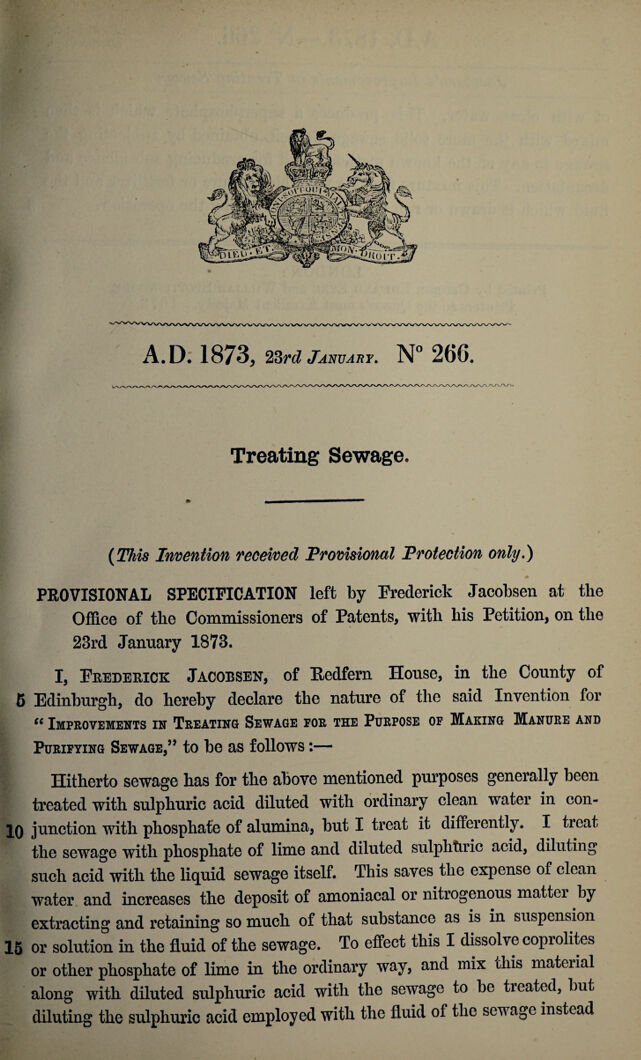 DIEU · ET · MON · DROIT ·
A.D. 1873, 23rd JANUARY. N° 266.
Treating Sewage.
(This Invention received Provisional Protection only.)
PROVISIONAL SPECIFICATION left by Frederick Jacobsen at the
Office of the Commissioners of Patents, with his Petition, on the
23rd January 1873.
I, FREDERICK JACOBSEN, of Redfern House, in the County of
5 Edinburgh, do hereby declare the nature of the said Invention for
“ IMPROVEMENTS IN TREATING SEWAGE FOR THE PURPOSE OF MAKING MANURE AND
PURIFYING SEWAGE,” to be as follows :—
Hitherto sewage has for the above mentioned purposes generally been
treated with sulphuric acid diluted with ordinary clean water in con-
10 junction with phosphate of alumina, but I treat it differently. I treat
the sewage with phosphate of lime and diluted sulphuric acid, diluting
such acid with the liquid sewage itself. This saves the expense of clean
water and increases the deposit of amoniacal or nitrogenous matter by
extracting and retaining so much of that substance as is in suspension
15 or solution in the fluid of the sewage. To effect this I dissolve coprolites
or other phosphate of lime in the ordinary way, and mix this material
along with diluted sulphuric acid with the sewage to be treated, but
diluting the sulphuric acid employed with the fluid of the sewage instead